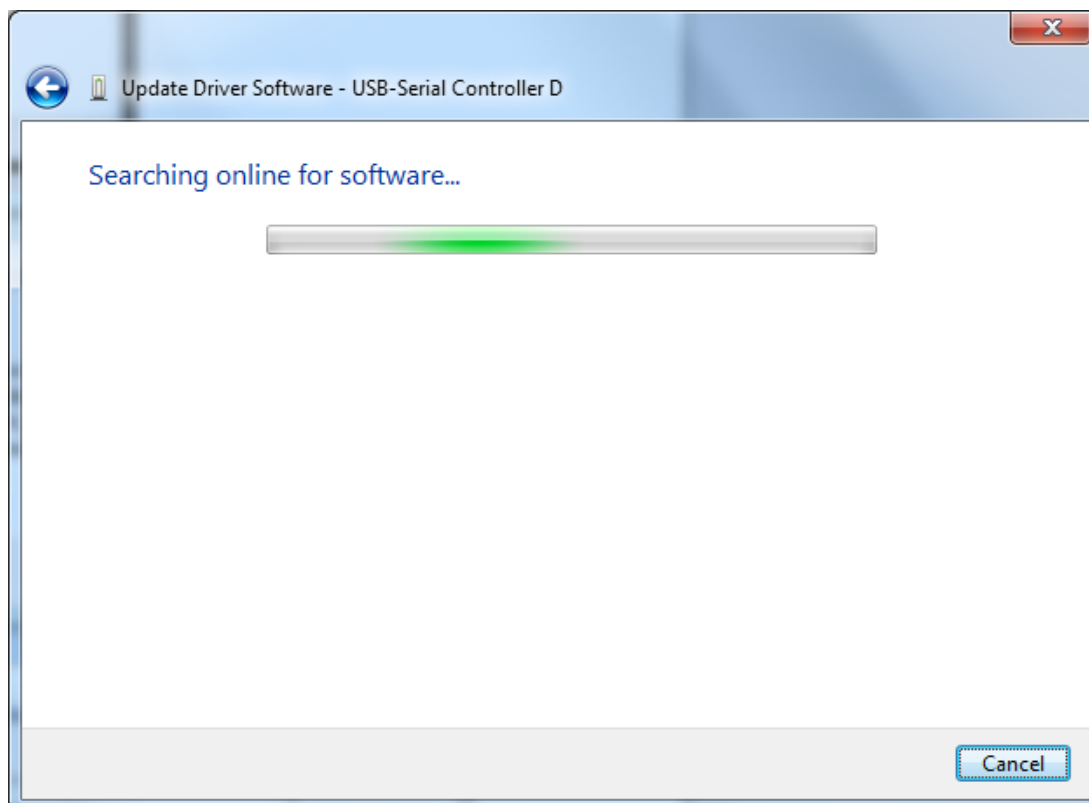 Update Driver Software - USB-Serial Controller D
Searching online for software...
Cancel